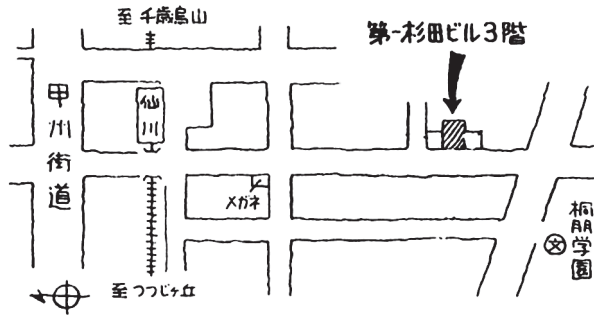 至千歳烏山
第一杉田ビル3階
仙川
甲州街道
メガネ
桐朋学園
文
至つつじヶ丘